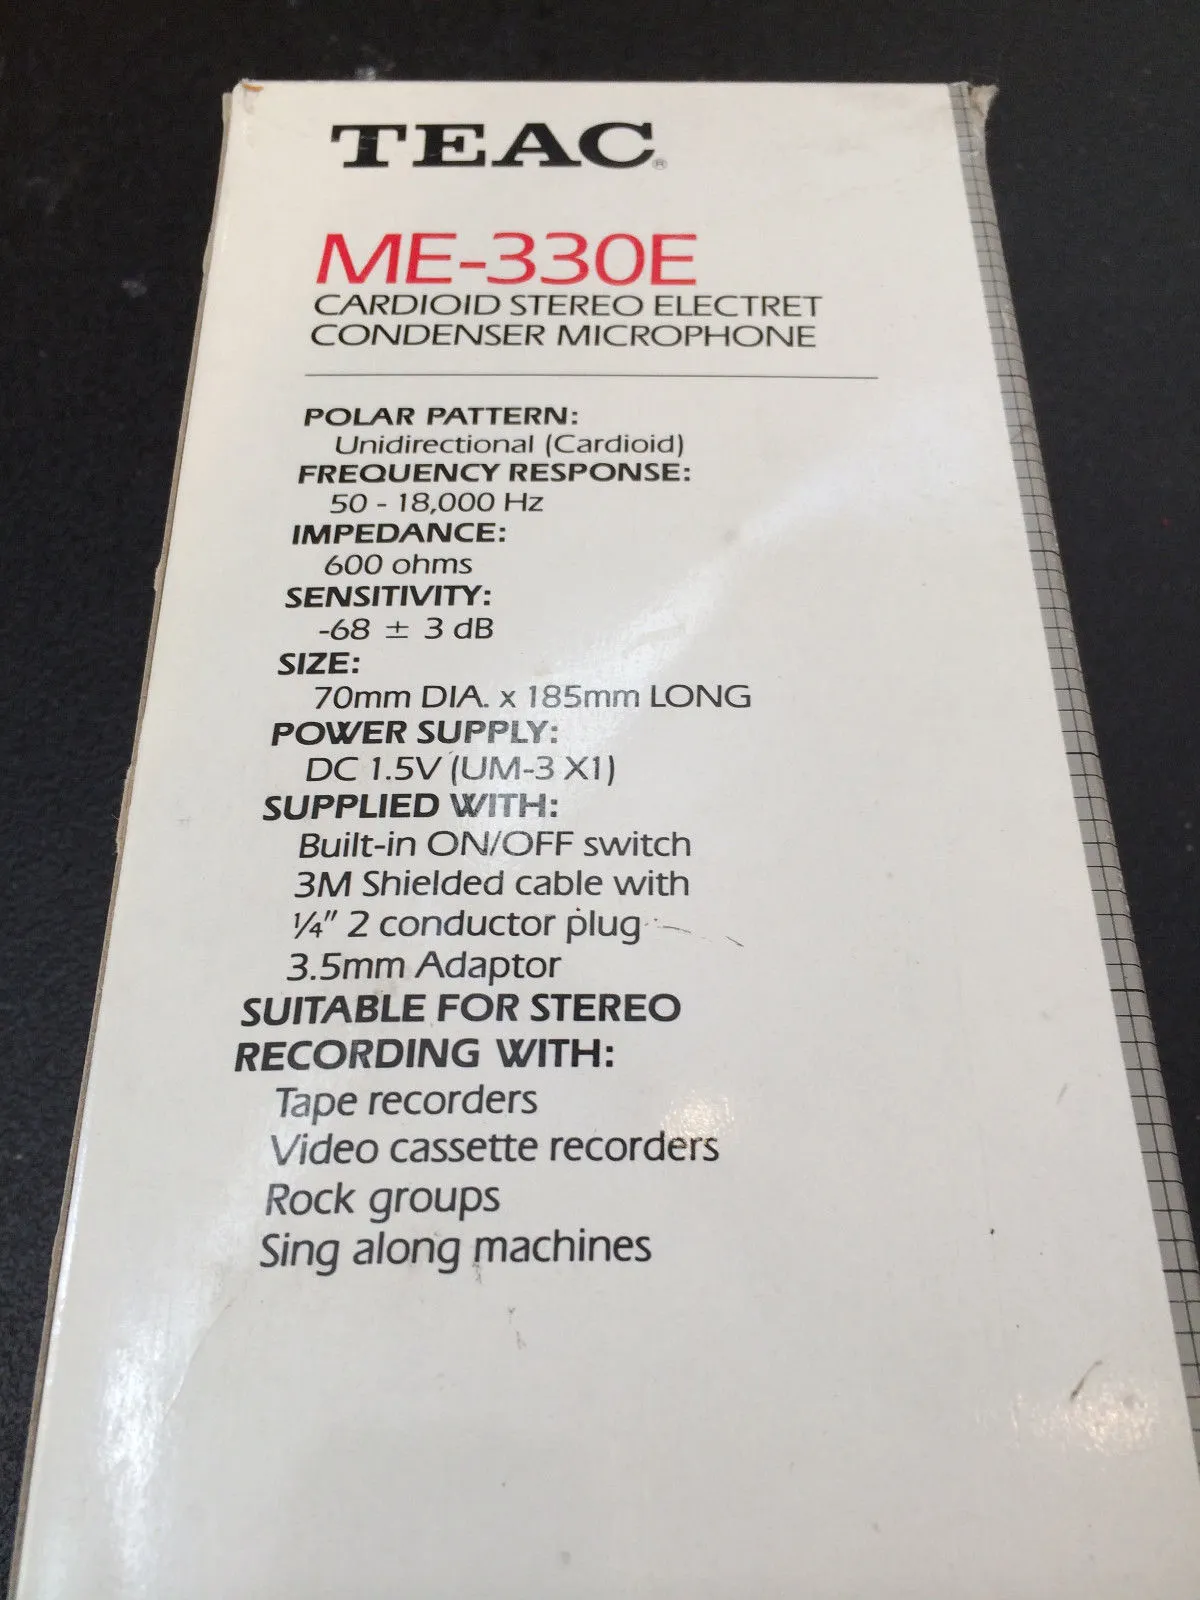 TEAC®
ME-330E
CARDIOID STEREO ELECTRET
CONDENSER MICROPHONE
POLAR PATTERN:
Unidirectional (Cardioid)
FREQUENCY RESPONSE:
50 - 18,000 Hz
IMPEDANCE:
600 ohms
SENSITIVITY:
-68 ± 3 dB
SIZE:
70mm DIA. x 185mm LONG
POWER SUPPLY:
DC 1.5V (UM-3 X1)
SUPPLIED WITH:
Built-in ON/OFF switch
3M Shielded cable with
¼" 2 conductor plug
3.5mm Adaptor
SUITABLE FOR STEREO
RECORDING WITH:
Tape recorders
Video cassette recorders
Rock groups
Sing along machines